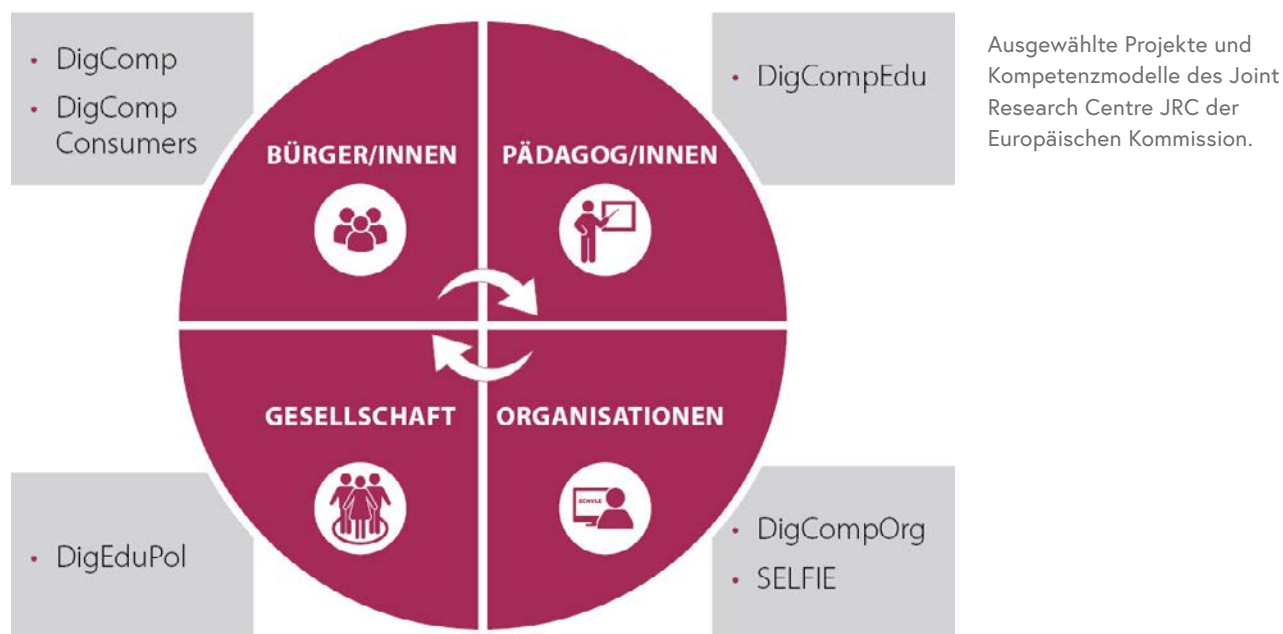 • DigComp
• DigComp
Consumers
• DigCompEdu
Ausgewählte Projekte und
Kompetenzmodelle des Joint
Research Centre JRC der
Europäischen Kommission.
BÜRGER/INNEN
PÄDAGOG/INNEN
GESELLSCHAFT
ORGANISATIONEN
SCHULE
• DigEduPol
• DigCompOrg
• SELFIE